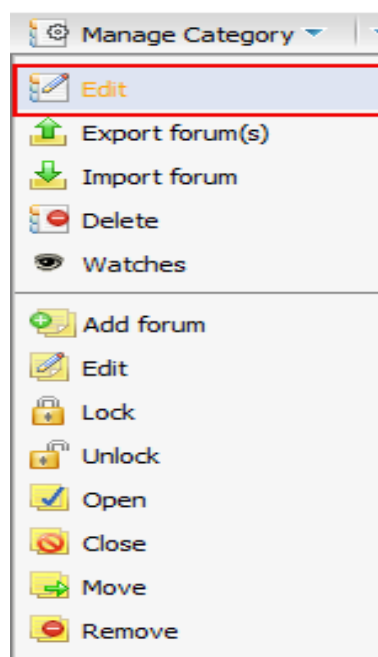 Manage Category
Edit
Export forum(s)
Import forum
Delete
Watches
Add forum
Edit
Lock
Unlock
Open
Close
Move
Remove